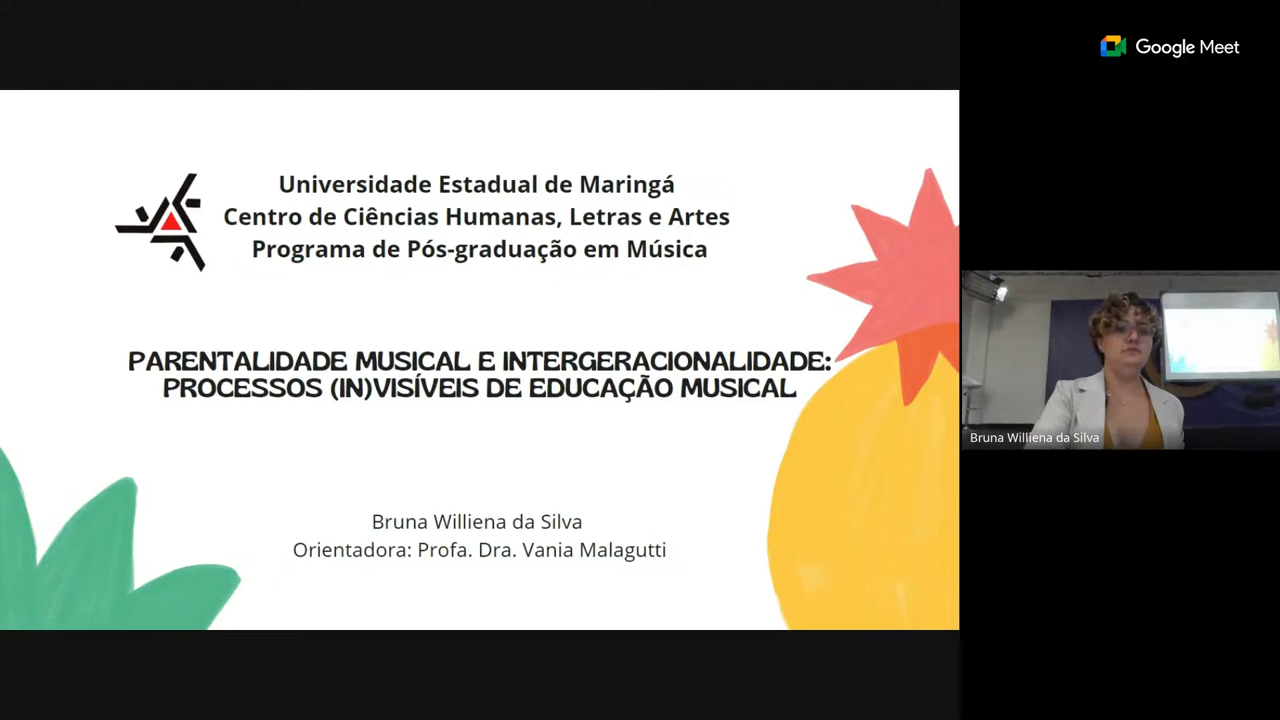 Google Meet
Universidade Estadual de Maringá
Centro de Ciências Humanas, Letras e Artes
Programa de Pós-graduação em Música
PARENTALIDADE MUSICAL E INTERGERACIONALIDADE:
PROCESSOS (IN)VISÍVEIS DE EDUCAÇÃO MUSICAL
Bruna Williena da Silva
Orientadora: Profa. Dra. Vania Malagutti
Bruna Williena da Silva